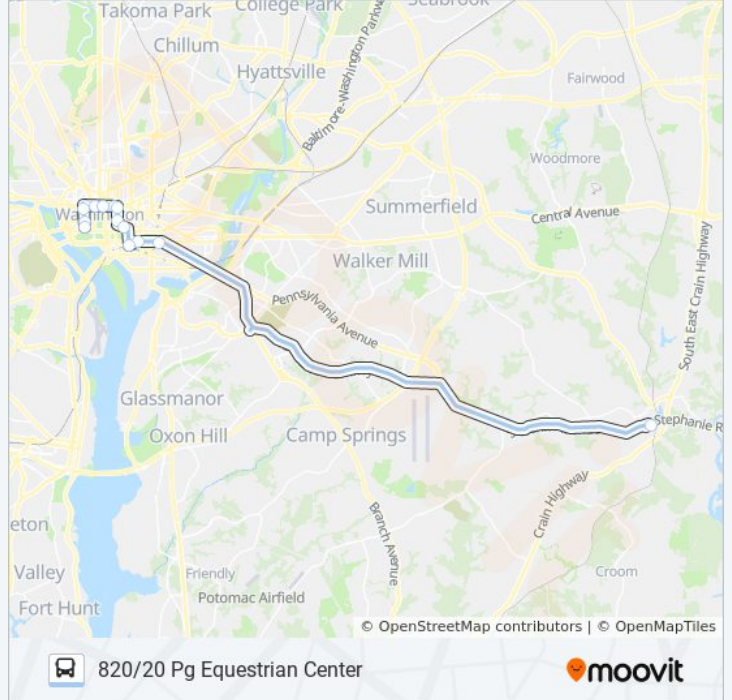 Takoma Park
College Park
Seabrook
Chillum
Hyattsville
Baltimore-Washington Parkway
Fairwood
Woodmore
Summerfield
Central Avenue
Washington
Walker Mill
South East Crain Highway
Pennsylvania Avenue
Glassmanor
Oxon Hill
Camp Springs
Stephanie R
Crain Highway
Branch Avenue
eton
Valley
Friendly
Potomac Airfield
Croom
Fort Hunt
© OpenStreetMap contributors | © OpenMapTiles
820/20 Pg Equestrian Center
moovit